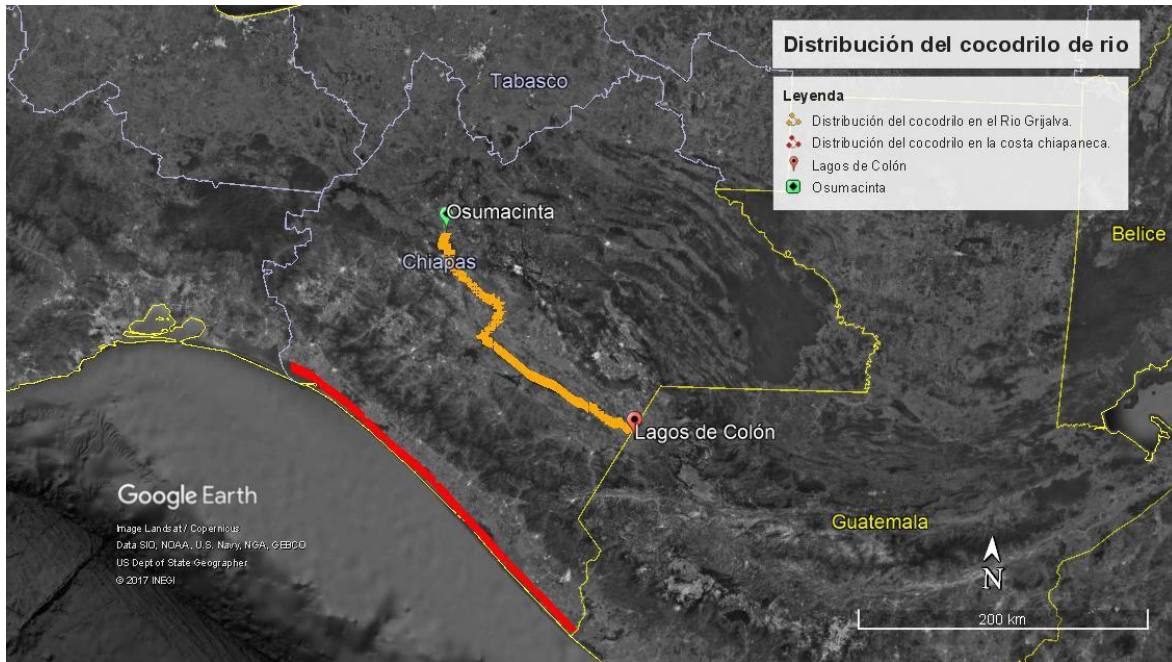 Distribución del cocodrilo de rio
Leyenda
Distribución del cocodrilo en el Rio Grijalva.
Distribución del cocodrilo en la costa chiapaneca.
Lagos de Colón
Osumacinta
Tabasco
Osumacinta
Chiapas
Belice
Lagos de Colón
Guatemala
Google Earth
Image Landsat / Copernicus
Data SIO, NOAA, U.S. Navy, NGA, GEBCO
US Dept of State Geographer
© 2017 INEGI
N
200 km